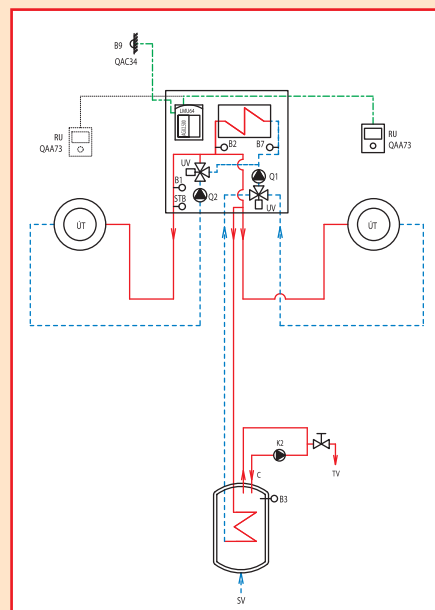 B9
QAC34
LMU64
RU
QAA73
B2
B7
RU
QAA73
UV
Q1
B1
Q2
STB
UV
ÚT
ÚT
K2
TV
C
B3
SV